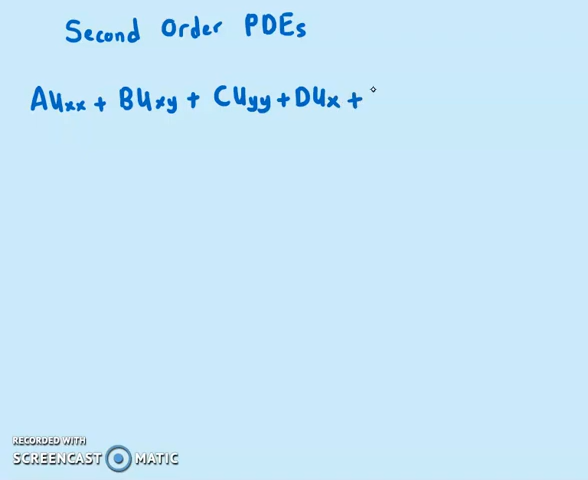 Second Order PDEs
Auxx + Buxy + Cuyy + Dux +
RECORDED WITH
SCREENCAST MATIC